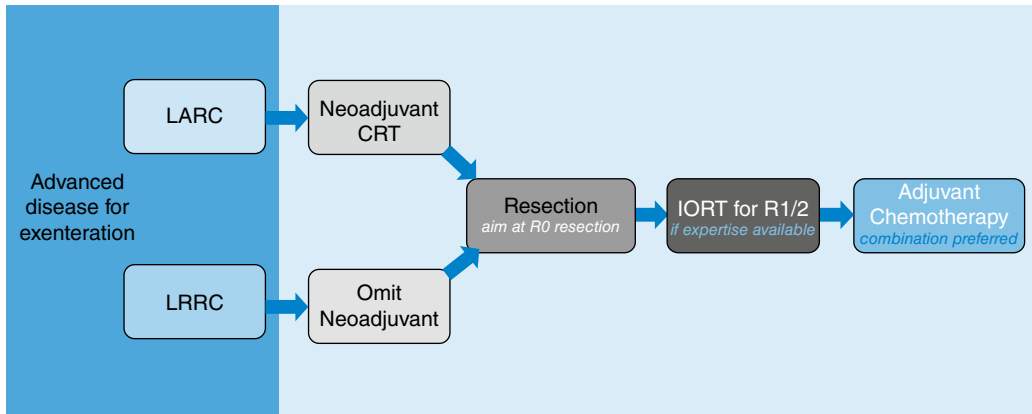 Advanced
disease for
exenteration
LARC
Neoadjuvant
CRT
LRRC
Omit
Neoadjuvant
Resection
aim at R0 resection
IORT for R1/2
if expertise available
Adjuvant
Chemotherapy
combination preferred